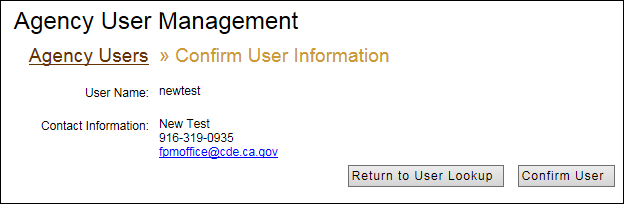 Agency User Management
Agency Users » Confirm User Information
User Name: newtest
Contact Information: New Test
916-319-0935
fpmoffice@cde.ca.gov
Return to User Lookup Confirm User